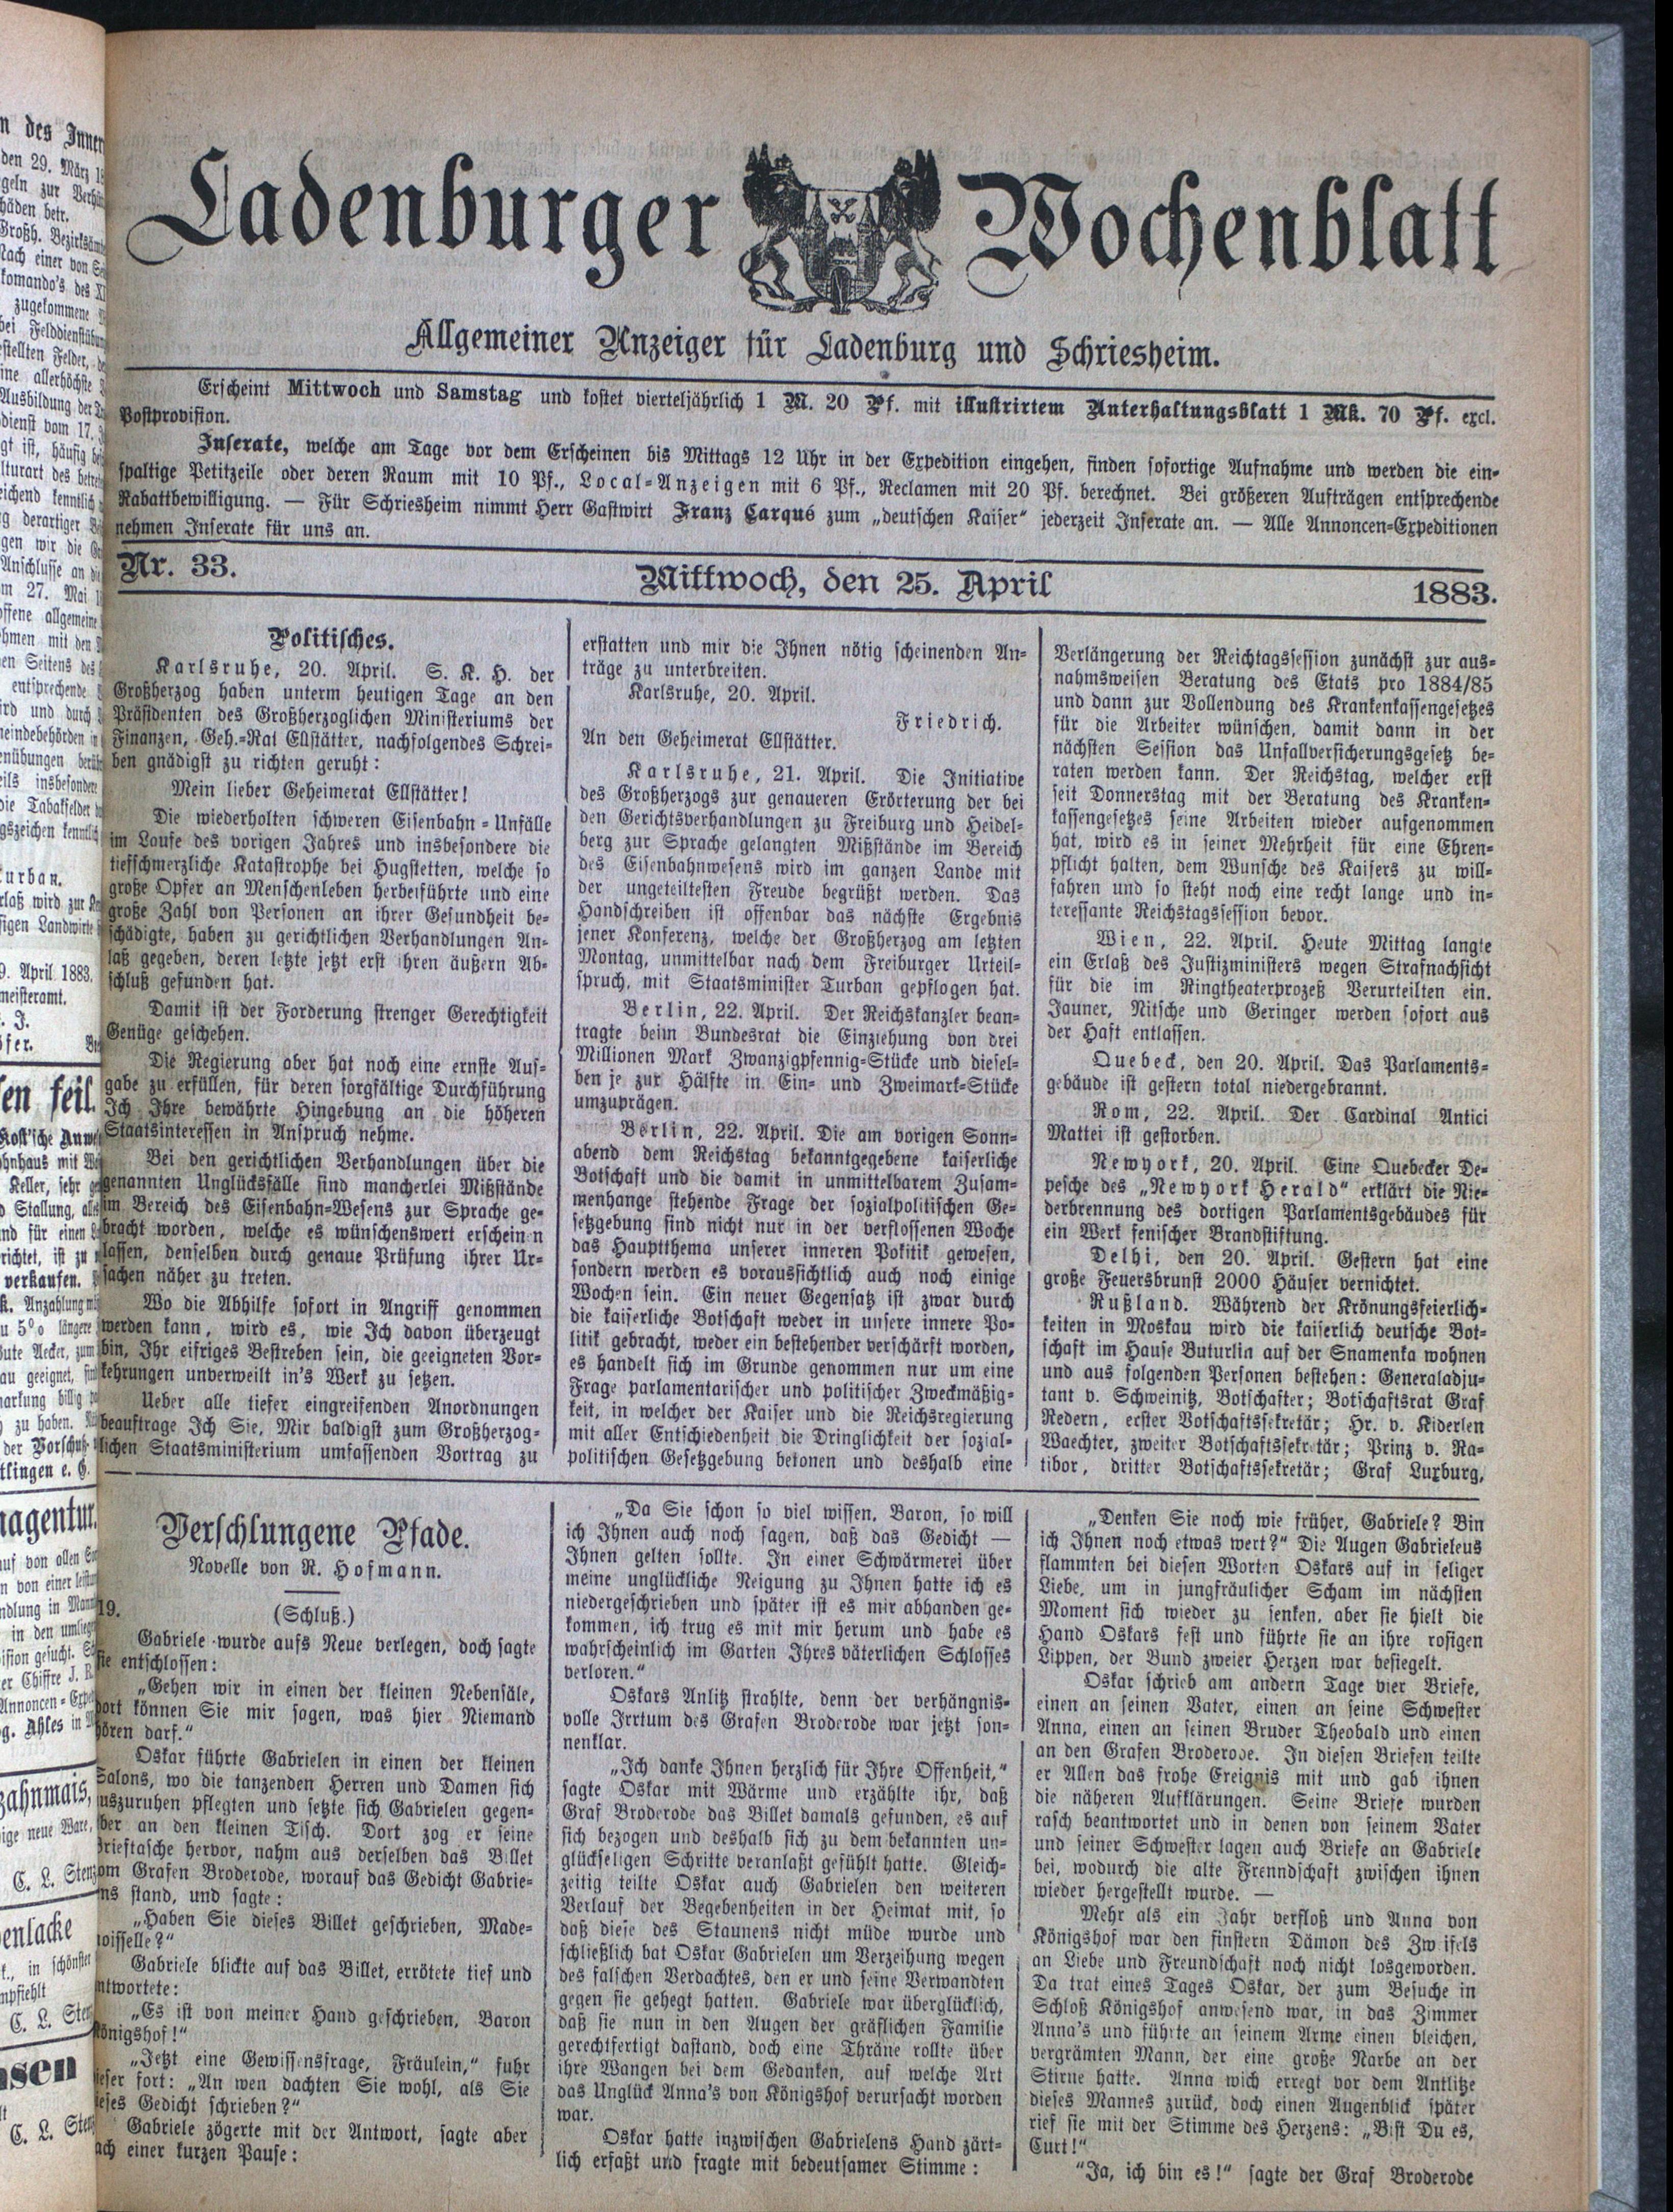 Ladenburger Wochenblatt
Allgemeiner Anzeiger für Ladenburg und Schriesheim.
Erscheint Mittwoch und Samstag und kostet vierteljährlich 1 M. 20 Pf. mit illustrirtem Unterhaltungsblatt 1 Mk. 70 Pf. excl.
Postprovision.
Inserate, welche am Tage vor dem Erscheinen bis Mittags 12 Uhr in der Expedition eingehen, finden sofortige Aufnahme und werden die ein-
spaltige Petitzeile oder deren Raum mit 10 Pf., Local-Anzeigen mit 6 Pf., Reclamen mit 20 Pf. berechnet. Bei größeren Aufträgen entsprechende
Rabattbewilligung. — Für Schriesheim nimmt Herr Gastwirt Franz Carqué zum „deutschen Kaiser“ jederzeit Inserate an. — Alle Annoncen-Expeditionen
nehmen Inserate für uns an.
Nr. 33. Mittwoch, den 25. April 1883.
Politisches.
Karlsruhe, 20. April. S. K. H. der
Großherzog haben unterm heutigen Tage an den
Präsidenten des Großherzoglichen Ministeriums der
Finanzen, Geh.-Rat Ellstätter, nachfolgendes Schrei-
ben gnädigst zu richten geruht:
Mein lieber Geheimerat Ellstätter!
Die wiederholten schweren Eisenbahn-Unfälle
im Laufe des vorigen Jahres und insbesondere die
tiefschmerzliche Katastrophe bei Hugstetten, welche so
große Opfer an Menschenleben herbeiführte und eine
große Zahl von Personen an ihrer Gesundheit be-
schädigte, haben zu gerichtlichen Verhandlungen An-
laß gegeben, deren letzte jetzt erst ihren äußern Ab-
schluß gefunden hat.
Damit ist der Forderung strenger Gerechtigkeit
Genüge geschehen.
Die Regierung aber hat noch eine ernste Auf-
gabe zu erfüllen, für deren sorgfältige Durchführung
Ich Ihre bewährte Hingebung an die höheren
Staatsinteressen in Anspruch nehme.
Bei den gerichtlichen Verhandlungen über die
genannten Unglücksfälle sind mancherlei Mißstände
im Bereich des Eisenbahn-Wesens zur Sprache ge-
bracht worden, welche es wünschenswert erschein n
lassen, denselben durch genaue Prüfung ihrer Ur-
sachen näher zu treten.
Wo die Abhilfe sofort in Angriff genommen
werden kann, wird es, wie Ich davon überzeugt
bin, Ihr eifriges Bestreben sein, die geeigneten Vor-
kehrungen unverweilt in's Werk zu setzen.
Ueber alle tiefer eingreifenden Anordnungen
beauftrage Ich Sie, Mir baldigst zum Großherzog-
lichen Staatsministerium umfassenden Vortrag zu
erstatten und mir die Ihnen nötig scheinenden An-
träge zu unterbreiten.
Karlsruhe, 20. April.
Friedrich.
An den Geheimerat Ellstätter.
Karlsruhe, 21. April. Die Initiative
des Großherzogs zur genaueren Erörterung der bei
den Gerichtsverhandlungen zu Freiburg und Heidel-
berg zur Sprache gelangten Mißstände im Bereich
des Eisenbahnwesens wird im ganzen Lande mit
der ungeteiltesten Freude begrüßt werden. Das
Handschreiben ist offenbar das nächste Ergebnis
jener Konferenz, welche der Großherzog am letzten
Montag, unmittelbar nach dem Freiburger Urteil-
spruch, mit Staatsminister Turban gepflogen hat.
Berlin, 22. April. Der Reichskanzler bean-
tragte beim Bundesrat die Einziehung von drei
Millionen Mark Zwanzigpfennig-Stücke und diesel-
ben je zur Hälfte in Ein- und Zweimark-Stücke
umzuprägen.
Berlin, 22. April. Die am vorigen Sonn-
abend dem Reichstag bekanntgegebene kaiserliche
Botschaft und die damit in unmittelbarem Zusam-
menhange stehende Frage der sozialpolitischen Ge-
setzgebung sind nicht nur in der verflossenen Woche
das Hauptthema unserer inneren Pokitik gewesen,
sondern werden es voraussichtlich auch noch einige
Wochen sein. Ein neuer Gegensatz ist zwar durch
die kaiserliche Botschaft weder in unsere innere Po-
litik gebracht, weder ein bestehender verschärft worden,
es handelt sich im Grunde genommen nur um eine
Frage parlamentarischer und politischer Zweckmäßig-
keit, in welcher der Kaiser und die Reichsregierung
mit aller Entschiedenheit die Dringlichkeit der sozial-
politischen Gesetzgebung betonen und deshalb eine
Verlängerung der Reichtagssession zunächst zur aus-
nahmsweisen Beratung des Etats pro 1884/85
und dann zur Vollendung des Krankenkassengesetzes
für die Arbeiter wünschen, damit dann in der
nächsten Session das Unfallversicherungsgesetz be-
raten werden kann. Der Reichstag, welcher erst
seit Donnerstag mit der Beratung des Kranken-
kassengesetzes seine Arbeiten wieder aufgenommen
hat, wird es in seiner Mehrheit für eine Ehren-
pflicht halten, dem Wunsche des Kaisers zu will-
fahren und so steht noch eine recht lange und in-
teressante Reichstagssession bevor.
Wien, 22. April. Heute Mittag langte
ein Erlaß des Justizministers wegen Strafnachsicht
für die im Ringtheaterprozeß Verurteilten ein.
Jauner, Nitsche und Geringer werden sofort aus
der Haft entlassen.
Quebeck, den 20. April. Das Parlaments-
gebäude ist gestern total niedergebrannt.
Rom, 22. April. Der Cardinal Antici
Mattei ist gestorben.
Newyork, 20. April. Eine Quebecker De-
pesche des „Newyork Herald“ erklärt die Nie-
derbrennung des dortigen Parlamentsgebäudes für
ein Werk fenischer Brandstiftung.
Delhi, den 20. April. Gestern hat eine
große Feuersbrunst 2000 Häuser vernichtet.
Rußland. Während der Krönungsfeierlich-
keiten in Moskau wird die kaiserlich deutsche Bot-
schaft im Hause Buturlin auf der Snamenka wohnen
und aus folgenden Personen bestehen: Generaladju-
tant v. Schweinitz, Botschafter; Botschaftsrat Graf
Redern, erster Botschaftssekretär; Hr. v. Kiderlen
Waechter, zweiter Botschaftssekretär; Prinz v. Ra-
tibor, dritter Botschaftssekretär; Graf Luxburg,
Verschlungene Pfade.
Novelle von R. Hofmann.
19. (Schluß.)
Gabriele wurde aufs Neue verlegen, doch sagte
sie entschlossen:
„Gehen wir in einen der kleinen Nebensäle,
dort können Sie mir sagen, was hier Niemand
hören darf.“
Oskar führte Gabrielen in einen der kleinen
Salons, wo die tanzenden Herren und Damen sich
uszuruhen pflegten und setzte sich Gabrielen gegen-
ber an den kleinen Tisch. Dort zog er seine
Brieftasche hervor, nahm aus derselben das Billet
om Grafen Broderode, worauf das Gedicht Gabrie-
ns stand, und sagte:
„Haben Sie dieses Billet geschrieben, Made-
oisselle?“
Gabriele blickte auf das Billet, errötete tief und
ntwortete:
„Es ist von meiner Hand geschrieben, Baron
Königshof!“
„Jetzt eine Gewissensfrage, Fräulein,“ fuhr
ieser fort: „An wen dachten Sie wohl, als Sie
ieses Gedicht schrieben?“
Gabriele zögerte mit der Antwort, sagte aber
ach einer kurzen Pause:
„Da Sie schon so viel wissen, Baron, so will
ich Ihnen auch noch sagen, daß das Gedicht —
Ihnen gelten sollte. In einer Schwärmerei über
meine unglückliche Neigung zu Ihnen hatte ich es
niedergeschrieben und später ist es mir abhanden ge-
kommen, ich trug es mit mir herum und habe es
wahrscheinlich im Garten Ihres väterlichen Schlosses
verloren.“
Oskars Anlitz strahlte, denn der verhängnis-
volle Irrtum des Grafen Broderode war jetzt son-
nenklar.
„Ich danke Ihnen herzlich für Ihre Offenheit,“
sagte Oskar mit Wärme und erzählte ihr, daß
Graf Broderode das Billet damals gefunden, es auf
sich bezogen und deshalb sich zu dem bekannten un-
glückseligen Schritte veranlaßt gefühlt hatte. Gleich-
zeitig teilte Oskar auch Gabrielen den weiteren
Verlauf der Begebenheiten in der Heimat mit, so
daß diese des Staunens nicht müde wurde und
schließlich bat Oskar Gabrielen um Verzeihung wegen
des falschen Verdachtes, den er und seine Verwandten
gegen sie gehegt hatten. Gabriele war überglücklich,
daß sie nun in den Augen der gräflichen Familie
gerechtfertigt dastand, doch eine Thräne rollte über
ihre Wangen bei dem Gedanken, auf welche Art
das Unglück Anna's von Königshof verursacht worden
war.
Oskar hatte inzwischen Gabrielens Hand zärt-
lich erfaßt und fragte mit bedeutsamer Stimme:
„Denken Sie noch wie früher, Gabriele? Bin
ich Ihnen noch etwas wert?“ Die Augen Gabrieleus
flammten bei diesen Worten Oskars auf in seliger
Liebe, um in jungfräulicher Scham im nächsten
Moment sich wieder zu senken, aber sie hielt die
Hand Oskars fest und führte sie an ihre rosigen
Lippen, der Bund zweier Herzen war besiegelt.
Oskar schrieb am andern Tage vier Briefe,
einen an seinen Vater, einen an seine Schwester
Anna, einen an seinen Bruder Theobald und einen
an den Grafen Broderode. In diesen Briefen teilte
er Allen das frohe Ereignis mit und gab ihnen
die näheren Aufklärungen. Seine Briefe wurden
rasch beantwortet und in denen von seinem Vater
und seiner Schwester lagen auch Briefe an Gabriele
bei, wodurch die alte Frenndschaft zwischen ihnen
wieder hergestellt wurde. —
Mehr als ein Jahr verfloß und Anna von
Königshof war den finstern Dämon des Zw ifels
an Liebe und Freundschaft noch nicht losgeworden.
Da trat eines Tages Oskar, der zum Besuche in
Schloß Königshof anwesend war, in das Zimmer
Anna's und führte an seinem Arme einen bleichen,
vergrämten Mann, der eine große Narbe an der
Stirne hatte. Anna wich erregt vor dem Antlitze
dieses Mannes zurück, doch einen Augenblick später
rief sie mit der Stimme des Herzens: „Bist Du es,
Curt!“
“Ja, ich bin es!“ sagte der Graf Broderode